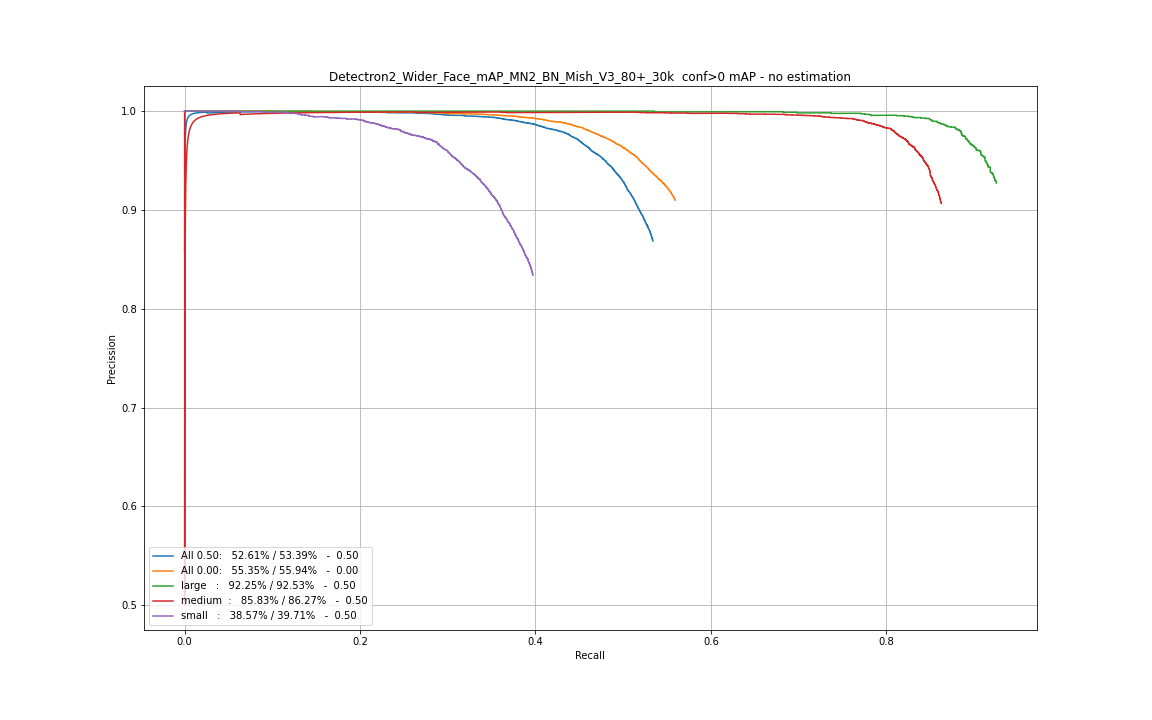 Detectron2_Wider_Face_mAP_MN2_BN_Mish_V3_80+_30k  conf>0 mAP - no estimation
1.0
0.9
0.8
0.7
0.6
0.5
Precission
All 0.50:   52.61% / 53.39%   -  0.50
All 0.00:   55.35% / 55.94%   -  0.00
large   :   92.25% / 92.53%   -  0.50
medium  :   85.83% / 86.27%   -  0.50
small   :   38.57% / 39.71%   -  0.50
0.0 0.2 0.4 0.6 0.8
Recall